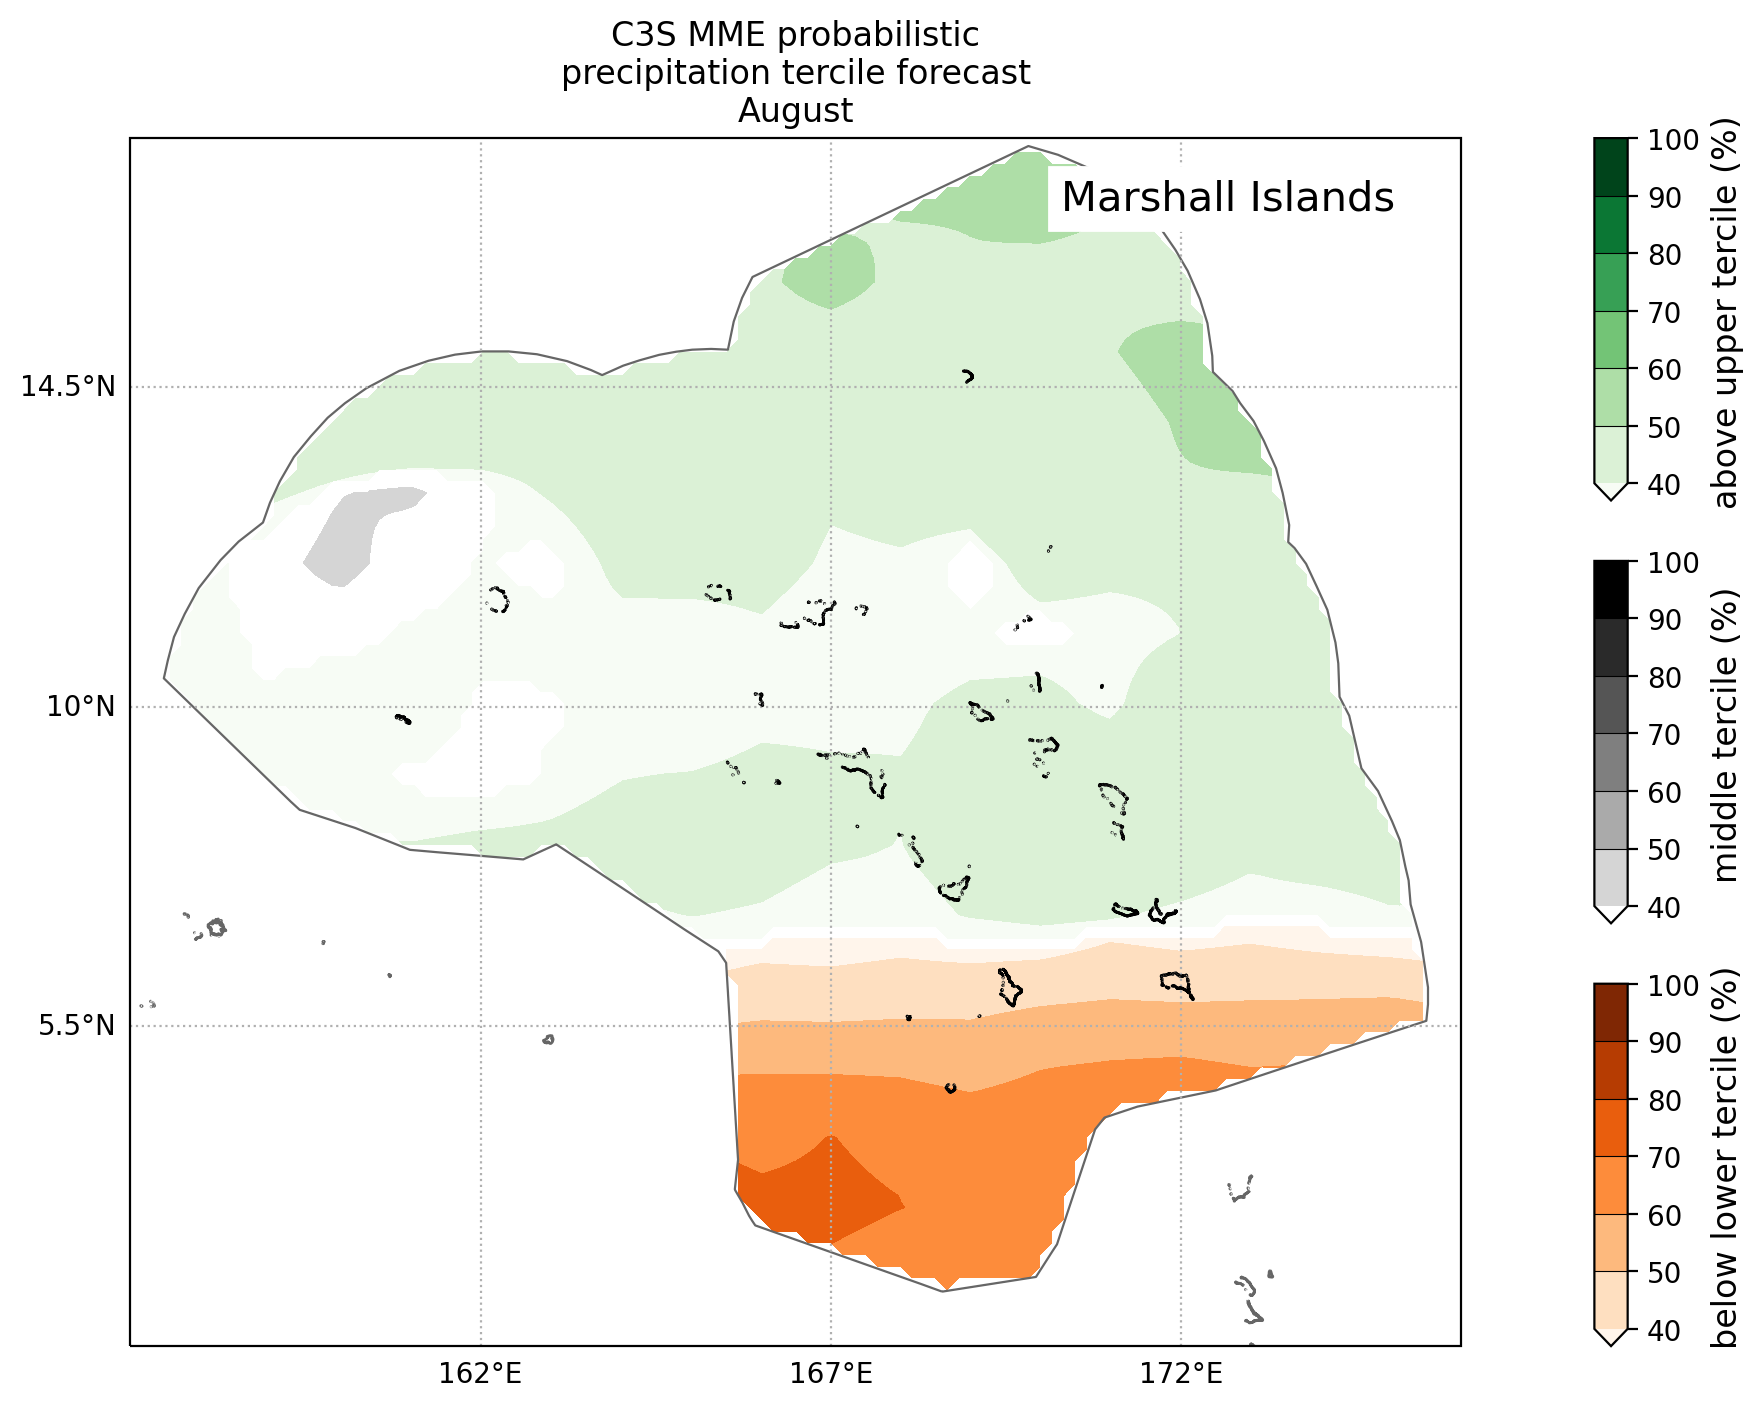 C3S MME probabilistic
precipitation tercile forecast
August
Marshall Islands
14.5°N
10°N
5.5°N
162°E
167°E
172°E
100
90
80
70
60
50
40
above upper tercile (%)
100
90
80
70
60
50
40
middle tercile (%)
100
90
80
70
60
50
40
below lower tercile (%)